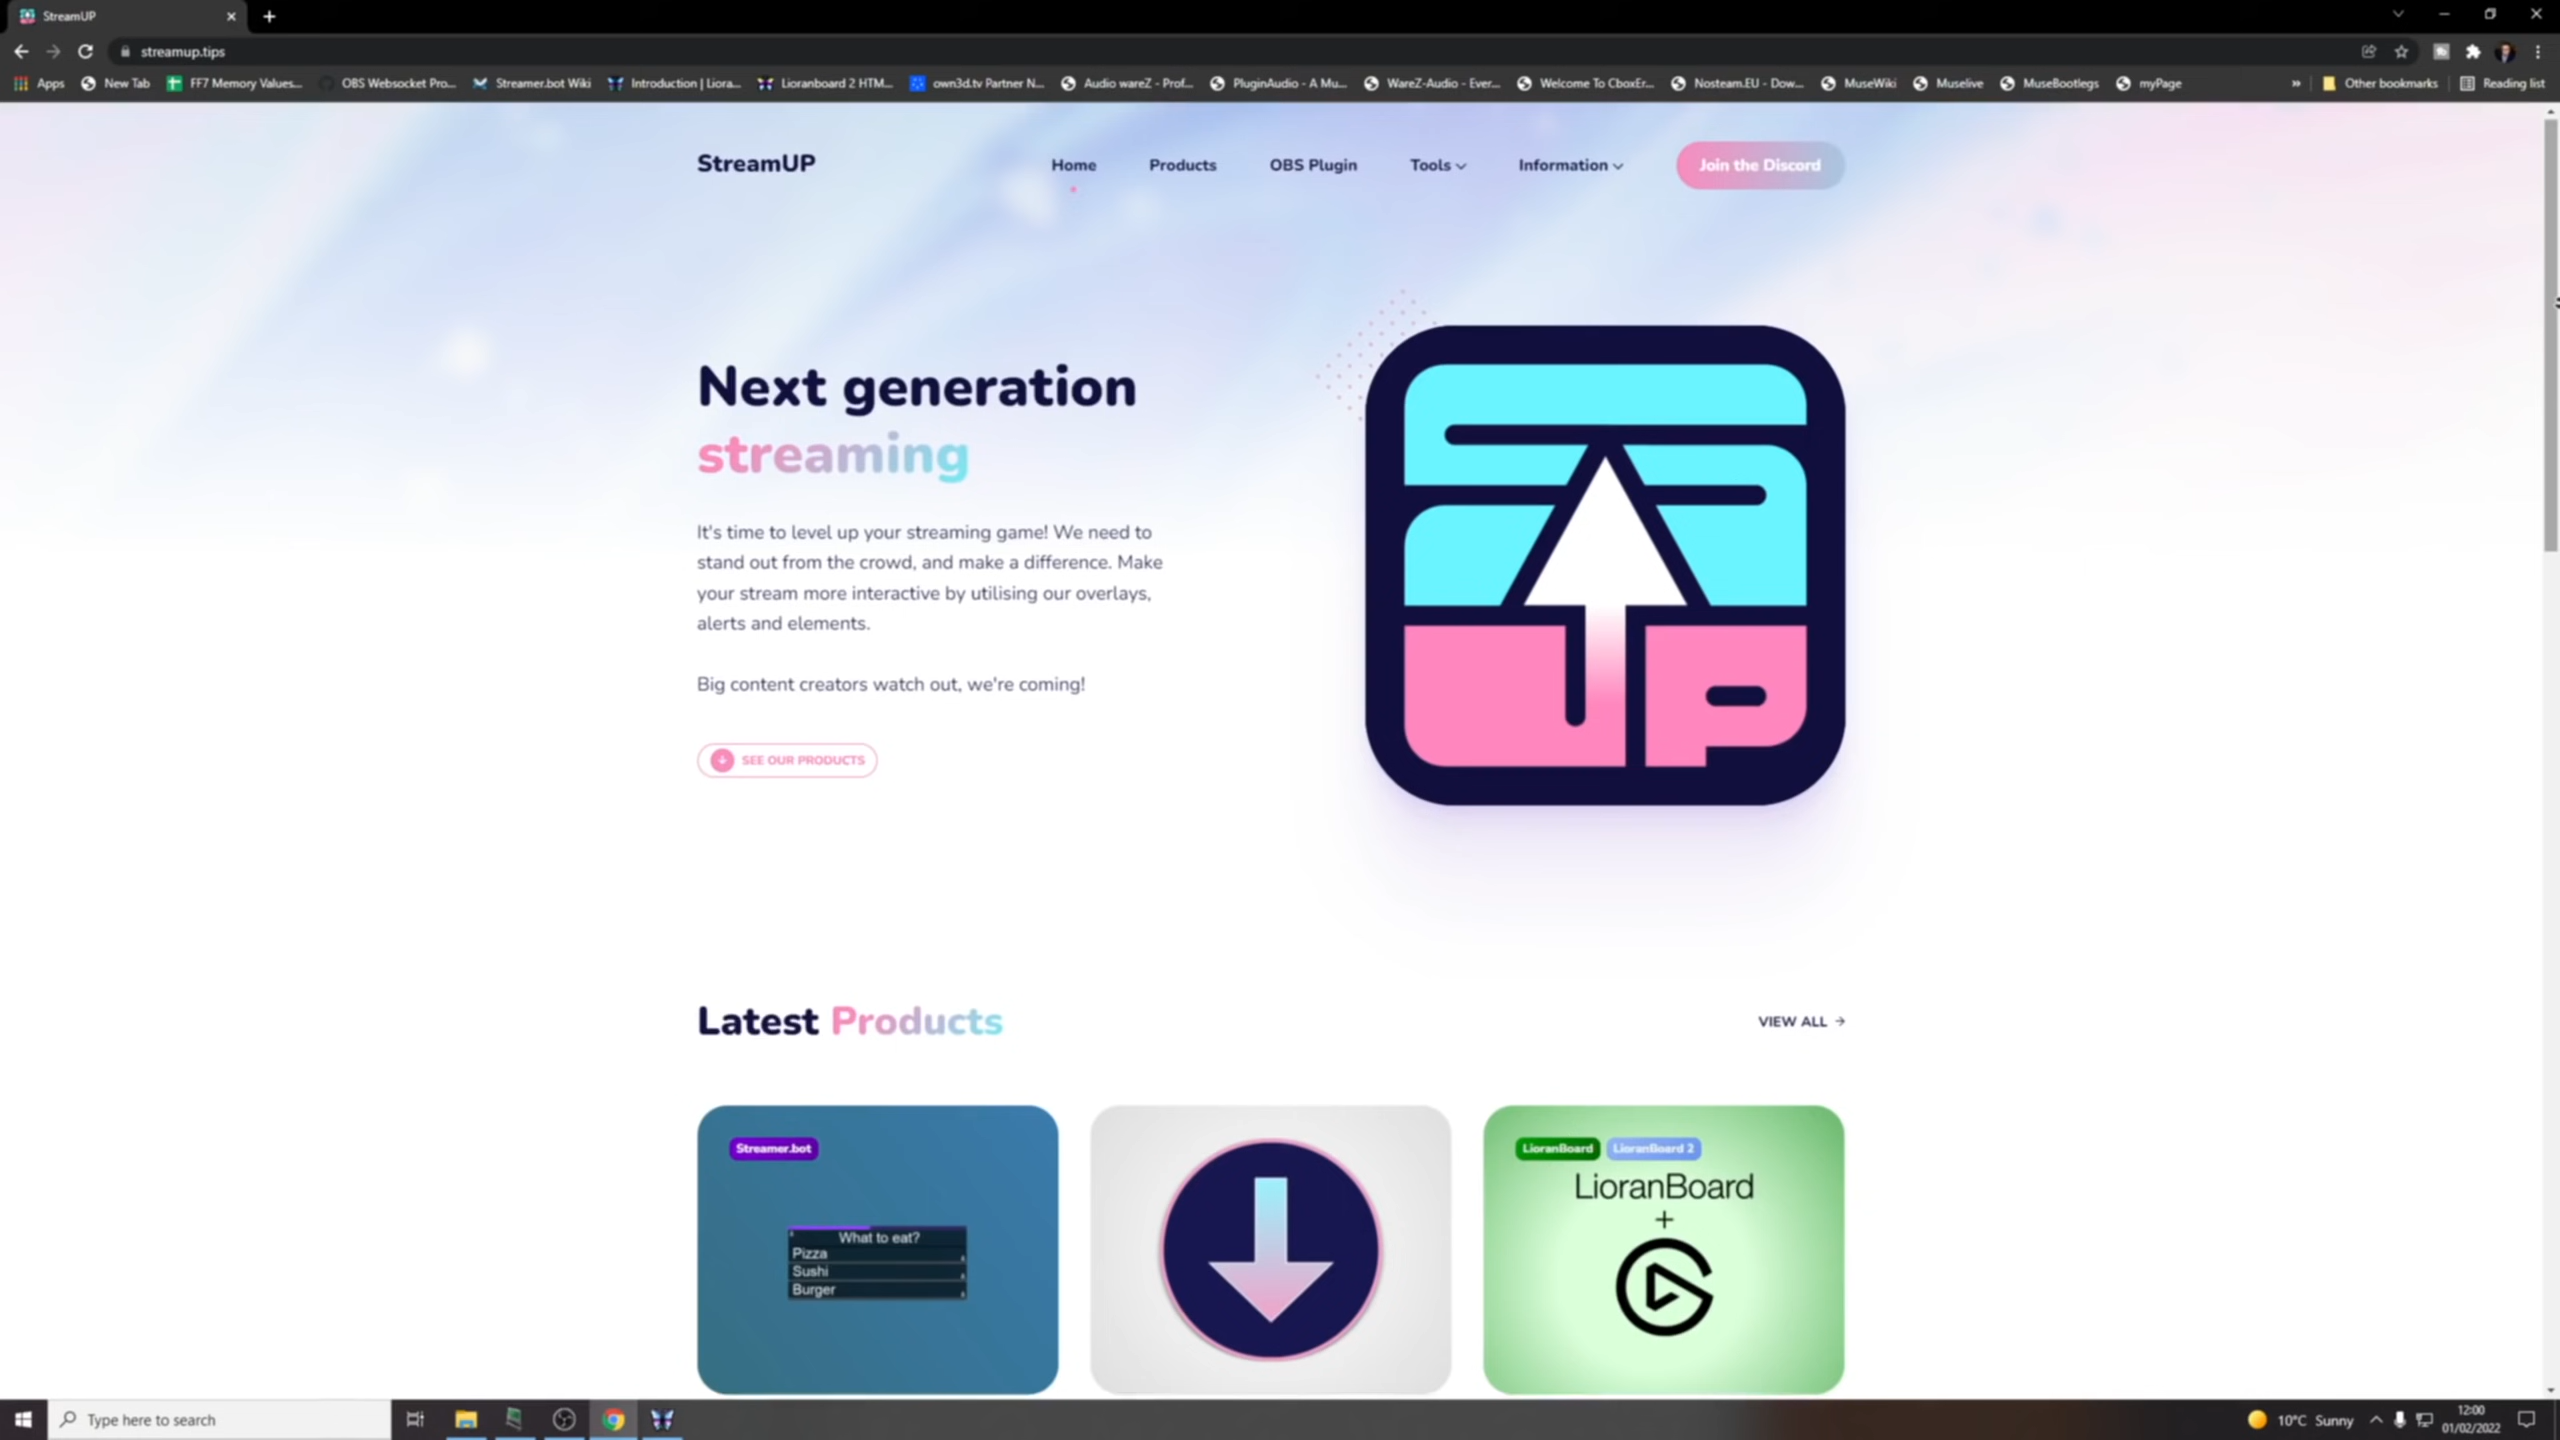 StreamUP
streamup.tips
Apps New Tab FF7 Memory Values... OBS Websocket Pro... Streamer.bot Wiki Introduction | Liora... Lioranboard 2 HTM... own3d.tv Partner N... Audio wareZ - Prof... PluginAudio - A Mu... WareZ-Audio - Ever... Welcome To CboxEr... Nosteam.EU - Dow... MuseWiki Muselive MuseBootlegs myPage » Other bookmarks Reading list
StreamUP Home Products OBS Plugin Tools Information Join the Discord
Next generation
streaming
It's time to level up your streaming game! We need to
stand out from the crowd, and make a difference. Make
your stream more interactive by utilising our overlays,
alerts and elements.
Big content creators watch out, we're coming!
SEE OUR PRODUCTS
UP
Latest Products VIEW ALL →
Streamer.bot
What to eat?
Pizza
Sushi
Burger
LioranBoard LioranBoard 2
LioranBoard
+
Type here to search
10°C Sunny
12:00
01/02/2022